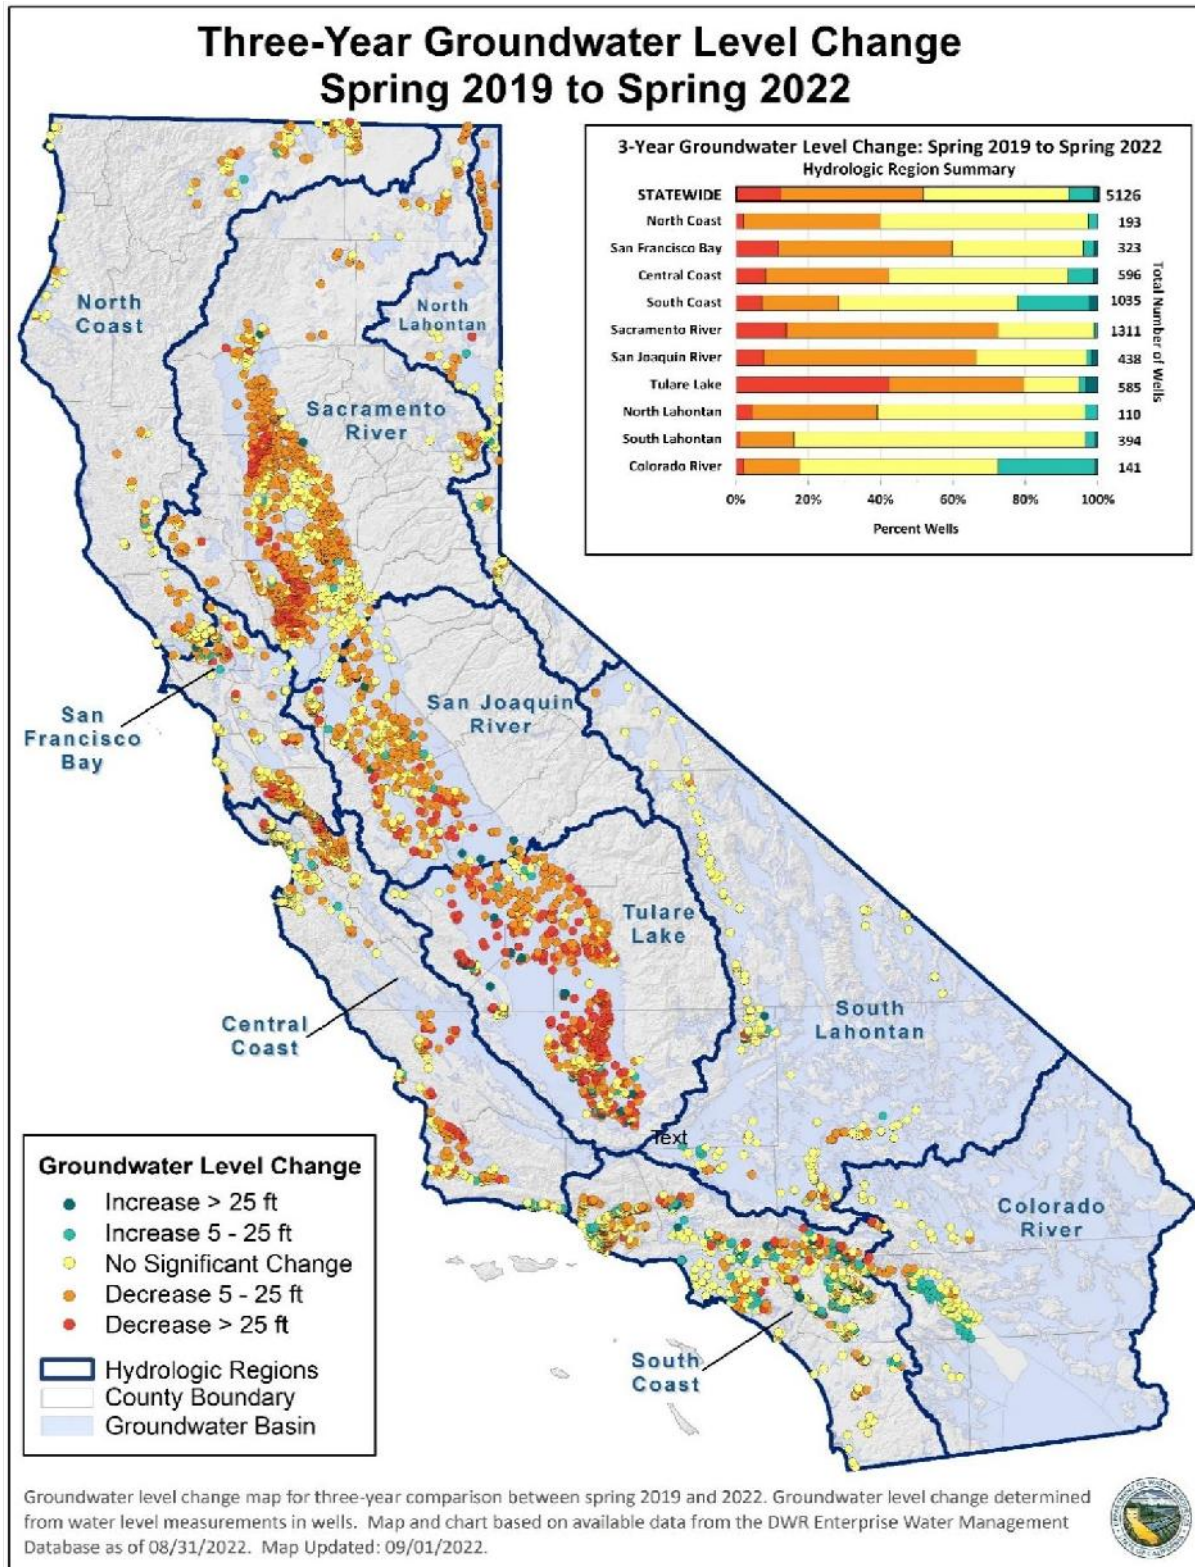 Three-Year Groundwater Level Change
Spring 2019 to Spring 2022
3-Year Groundwater Level Change: Spring 2019 to Spring 2022
Hydrologic Region Summary
STATEWIDE 5126
North Coast 193
San Francisco Bay 323
Central Coast 596
South Coast 1035
Sacramento River 1311
San Joaquin River 438
Tulare Lake 585
North Lahontan 110
South Lahontan 394
Colorado River 141
0% 20% 40% 60% 80% 100%
Percent Wells
Total Number of Wells
North
Coast
North
Lahontan
Sacramento
River
San
Francisco
Bay
San Joaquin
River
Tulare
Lake
Central
Coast
South
Lahontan
Text
Colorado
River
South
Coast
Groundwater Level Change
Increase > 25 ft
Increase 5 - 25 ft
No Significant Change
Decrease 5 - 25 ft
Decrease > 25 ft
Hydrologic Regions
County Boundary
Groundwater Basin
Groundwater level change map for three-year comparison between spring 2019 and 2022. Groundwater level change determined
from water level measurements in wells. Map and chart based on available data from the DWR Enterprise Water Management
Database as of 08/31/2022. Map Updated: 09/01/2022.